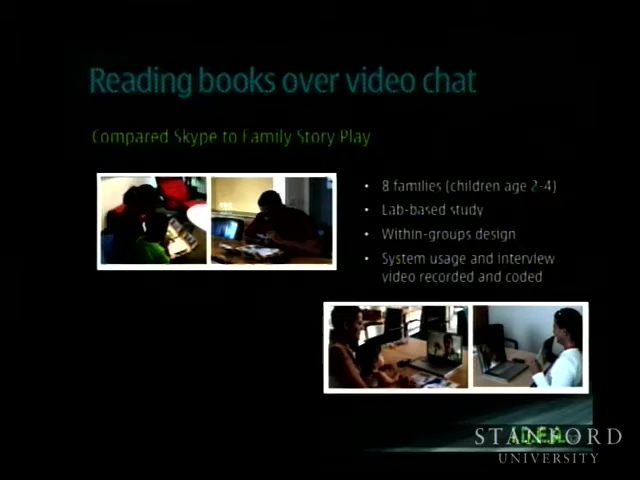 Reading books over video chat
Compared Skype to Family Story Play
• 8 families (children age 2-4)
• Lab-based study
• Within-groups design
• System usage and interview
video recorded and coded
STANFORD
UNIVERSITY